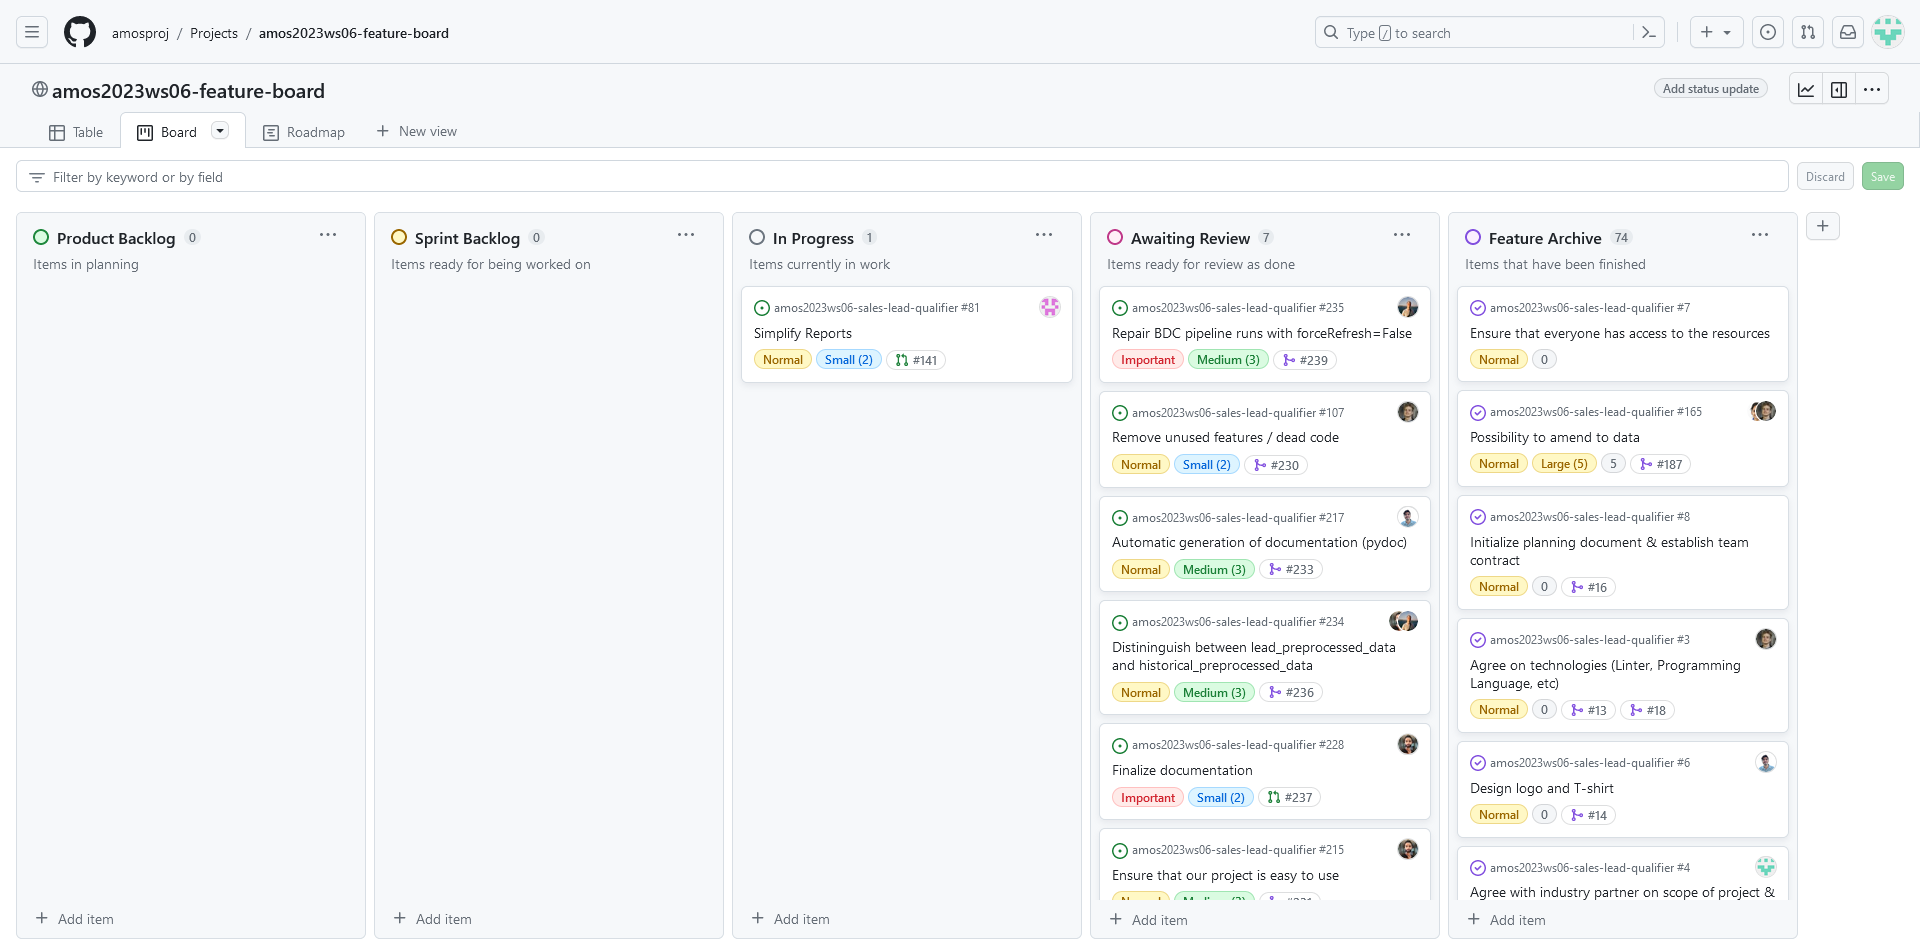 amosproj / Projects / amos2023ws06-feature-board
Type / to search
amos2023ws06-feature-board
Add status update
Table
Board
Roadmap
New view
Filter by keyword or by field
Discard
Save
Product Backlog 0
Items in planning
Add item
Sprint Backlog 0
Items ready for being worked on
Add item
In Progress 1
Items currently in work
amos2023ws06-sales-lead-qualifier #81
Simplify Reports
Normal Small (2) #141
Add item
Awaiting Review 7
Items ready for review as done
amos2023ws06-sales-lead-qualifier #235
Repair BDC pipeline runs with forceRefresh=False
Important Medium (3) #239
amos2023ws06-sales-lead-qualifier #107
Remove unused features / dead code
Normal Small (2) #230
amos2023ws06-sales-lead-qualifier #217
Automatic generation of documentation (pydoc)
Normal Medium (3) #233
amos2023ws06-sales-lead-qualifier #234
Distininguish between lead_preprocessed_data
and historical_preprocessed_data
Normal Medium (3) #236
amos2023ws06-sales-lead-qualifier #228
Finalize documentation
Important Small (2) #237
amos2023ws06-sales-lead-qualifier #215
Ensure that our project is easy to use
Normal Medium (3)
Add item
Feature Archive 74
Items that have been finished
amos2023ws06-sales-lead-qualifier #7
Ensure that everyone has access to the resources
Normal 0
amos2023ws06-sales-lead-qualifier #165
Possibility to amend to data
Normal Large (5) 5 #187
amos2023ws06-sales-lead-qualifier #8
Initialize planning document & establish team
contract
Normal 0 #16
amos2023ws06-sales-lead-qualifier #3
Agree on technologies (Linter, Programming
Language, etc)
Normal 0 #13 #18
amos2023ws06-sales-lead-qualifier #6
Design logo and T-shirt
Normal 0 #14
amos2023ws06-sales-lead-qualifier #4
Agree with industry partner on scope of project &
Add item